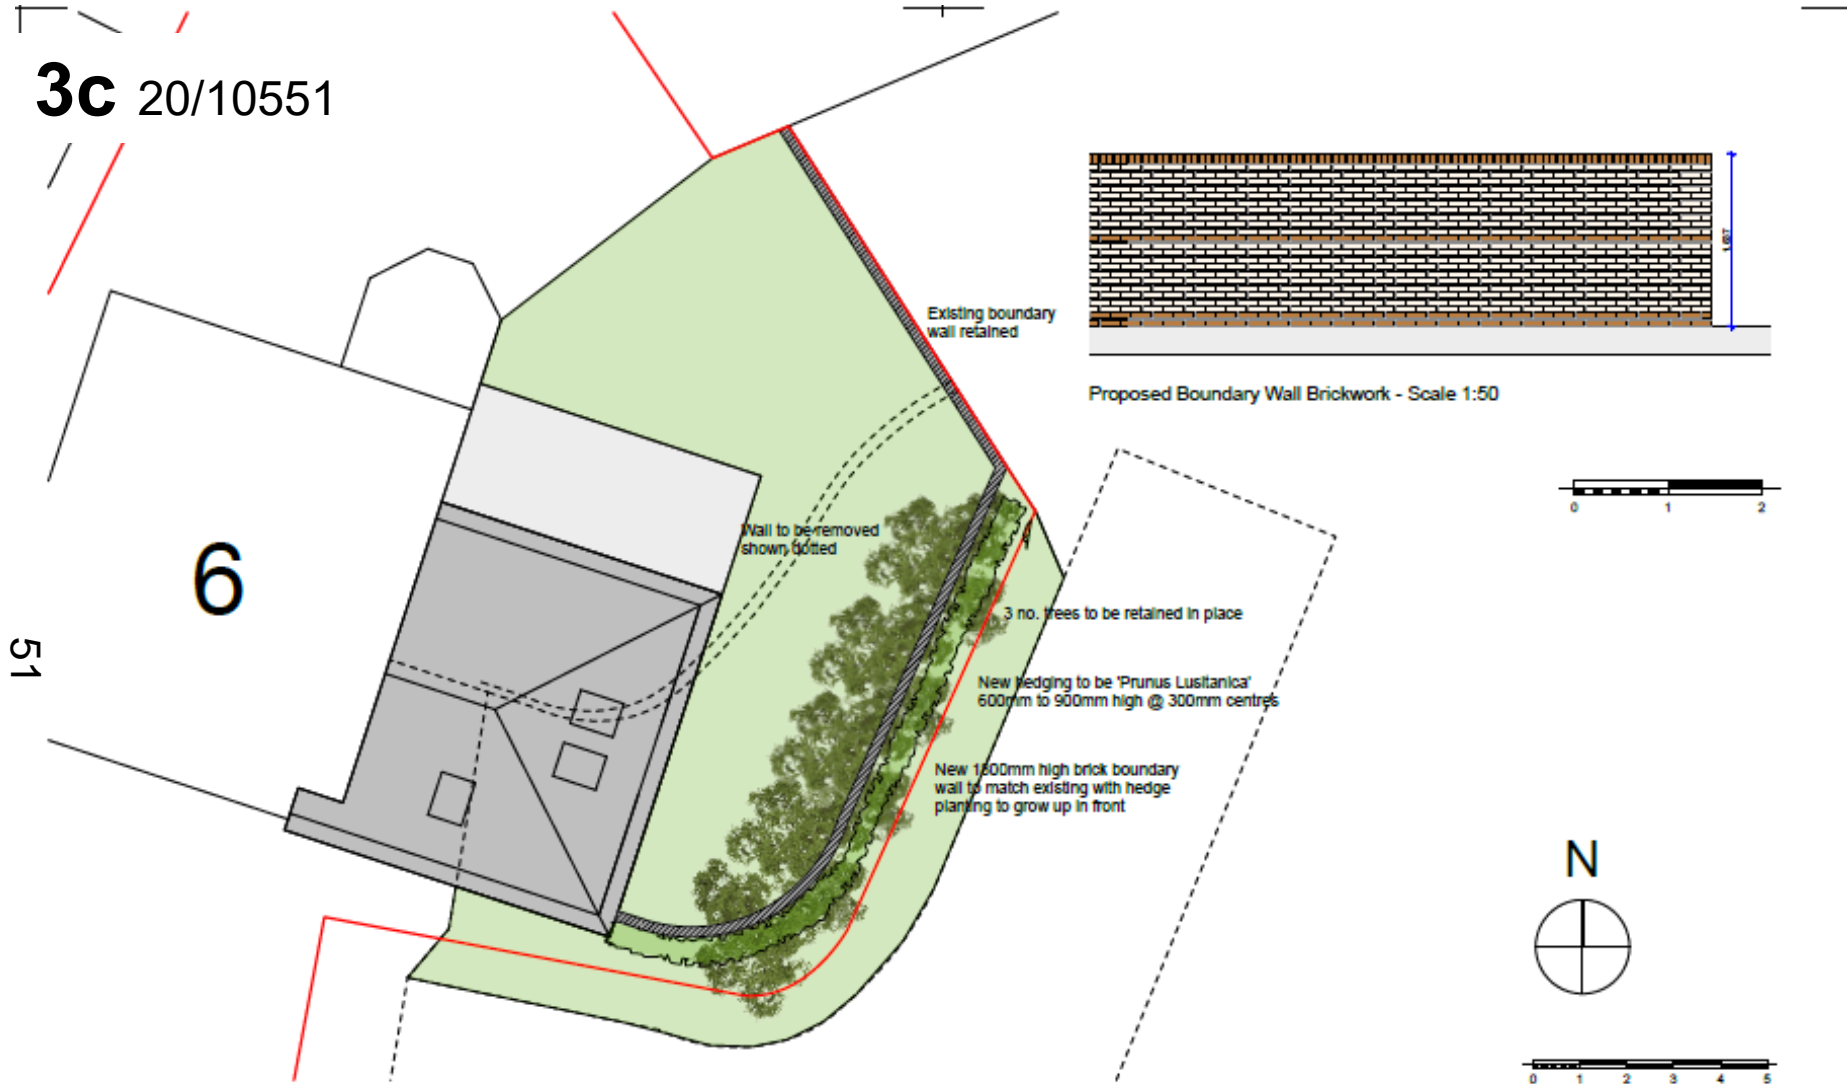 3c 20/10551
Existing boundary
wall retained
Proposed Boundary Wall Brickwork - Scale 1:50
0 1 2
Wall to be removed
shown dotted
6
51
3 no. trees to be retained in place
New hedging to be 'Prunus Lusitanica'
600mm to 900mm high @ 300mm centres
New 1800mm high brick boundary
wall to match existing with hedge
planting to grow up in front
N
0 1 2 3 4 5